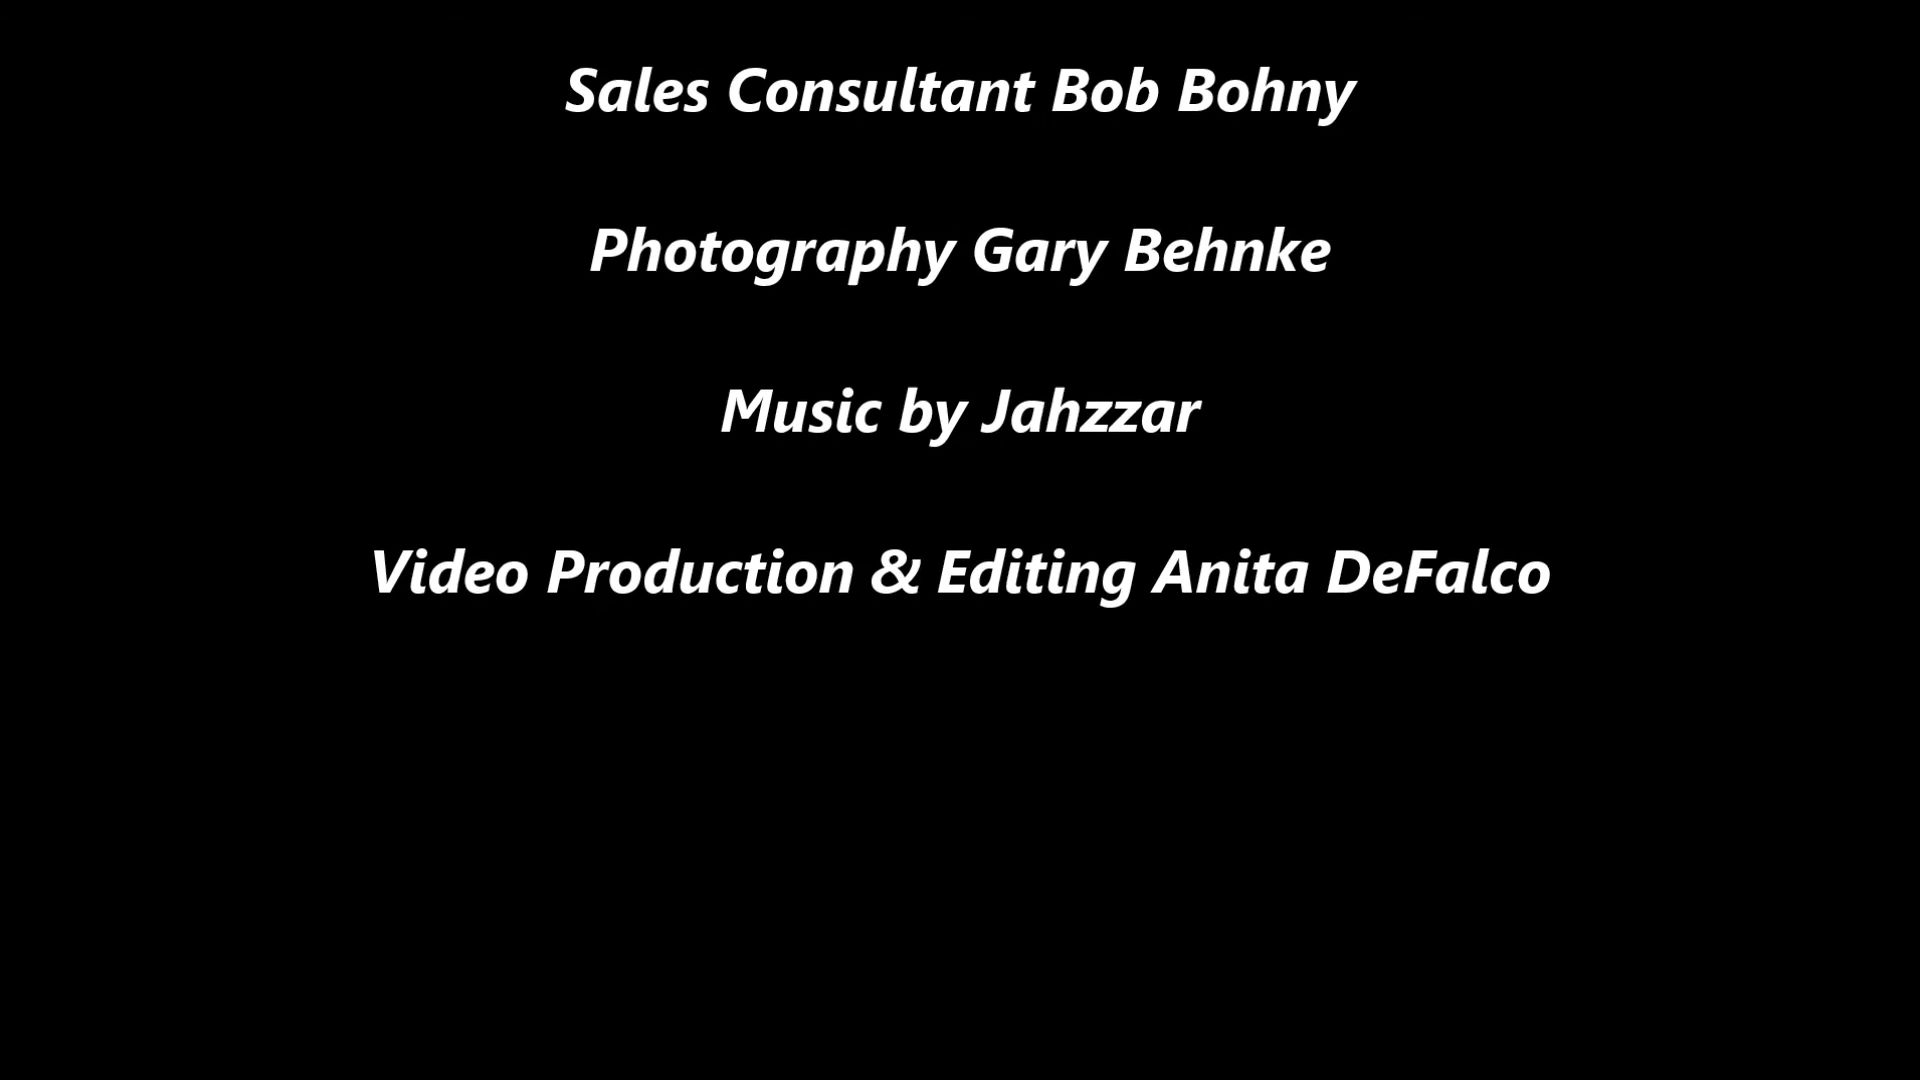 Sales Consultant Bob Bohny
Photography Gary Behnke
Music by Jahzzar
Video Production & Editing Anita DeFalco